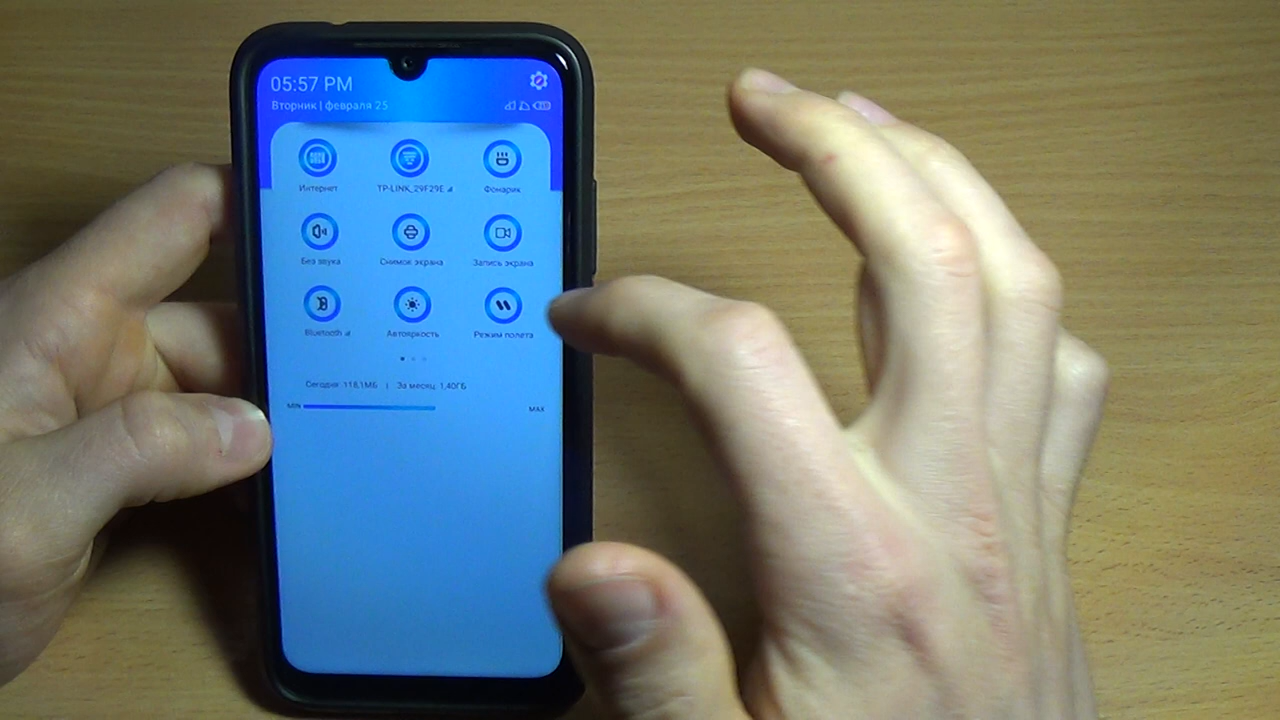 05:57 PM
Вторник | февраля 25
Интернет
TP-LINK_29F29E
Фонарик
Без звука
Снимок экрана
Запись экрана
Bluetooth
Автояркость
Режим полета
Сегодня: 118,1МБ | За месяц: 1,40ГБ
MIN
MAX